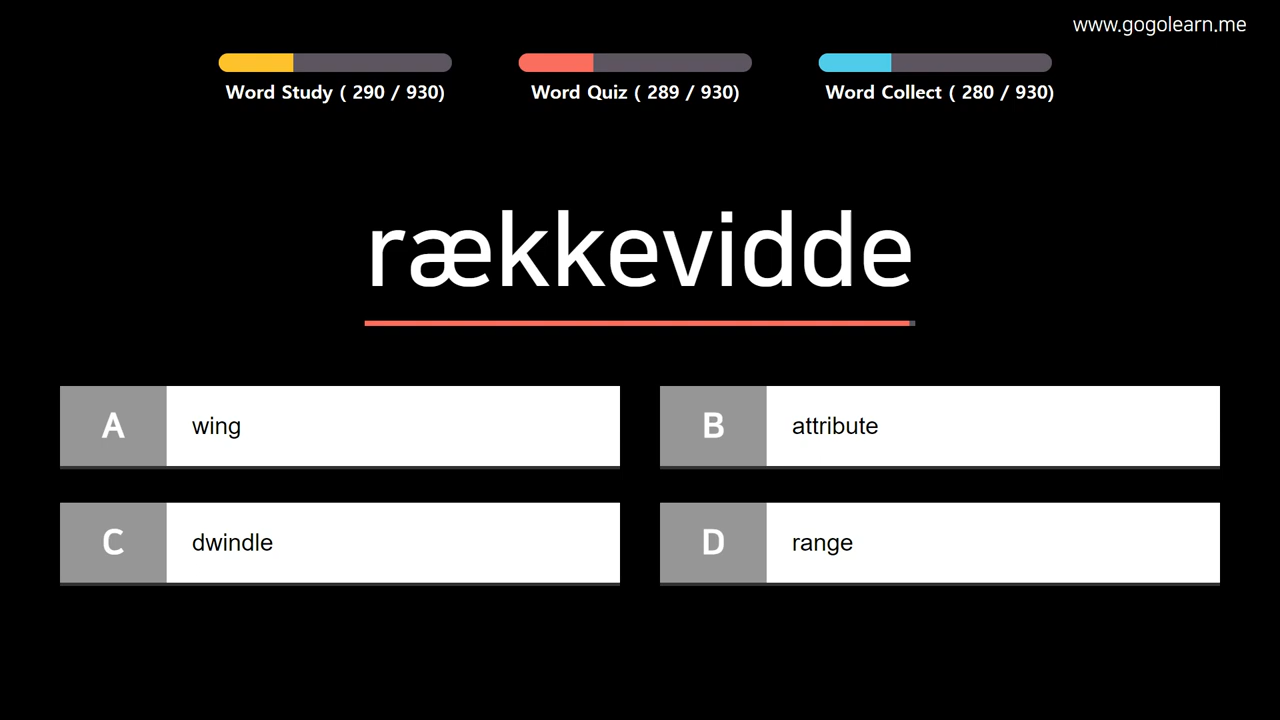 www.gogolearn.me
Word Study ( 290 / 930)
Word Quiz ( 289 / 930)
Word Collect ( 280 / 930)
rækkevidde
A wing
B attribute
C dwindle
D range